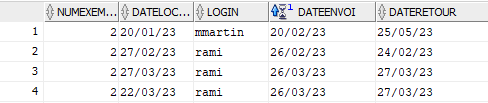 NUMEXEM... DATELOC... LOGIN DATEENVOI DATERETOUR
1 2 20/01/23 mmartin 20/02/23 25/05/23
2 2 27/02/23 rami 26/02/23 24/02/23
3 2 27/03/23 rami 26/03/23 27/03/23
4 2 22/03/23 rami 26/03/23 27/03/23